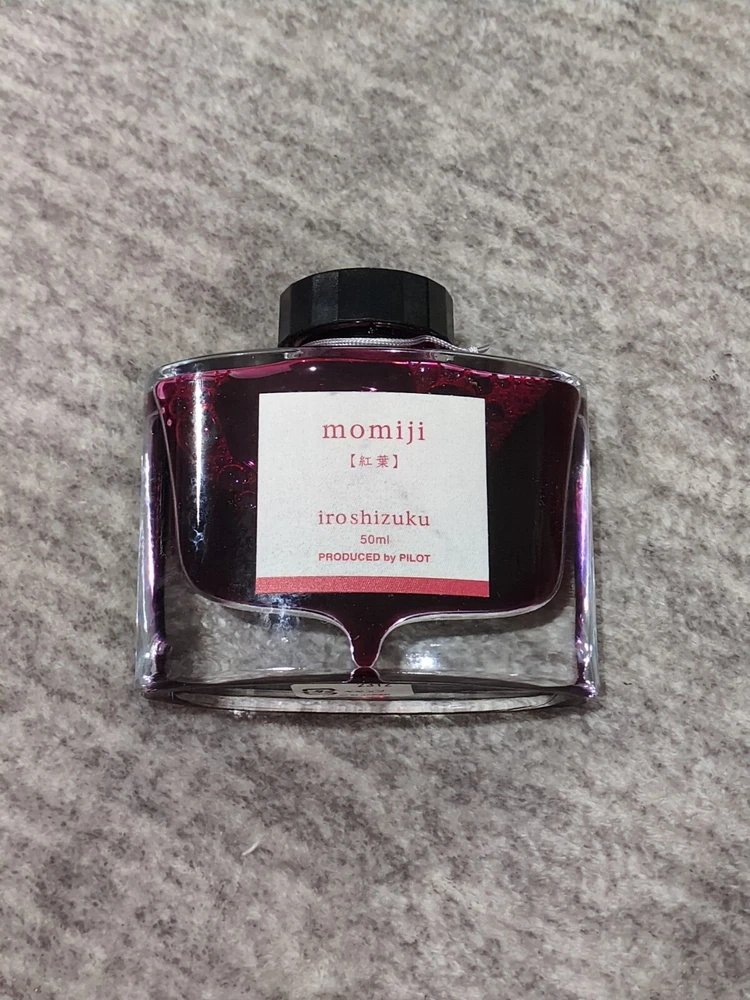 momiji
【紅葉】
iroshizuku
50ml
PRODUCED by PILOT